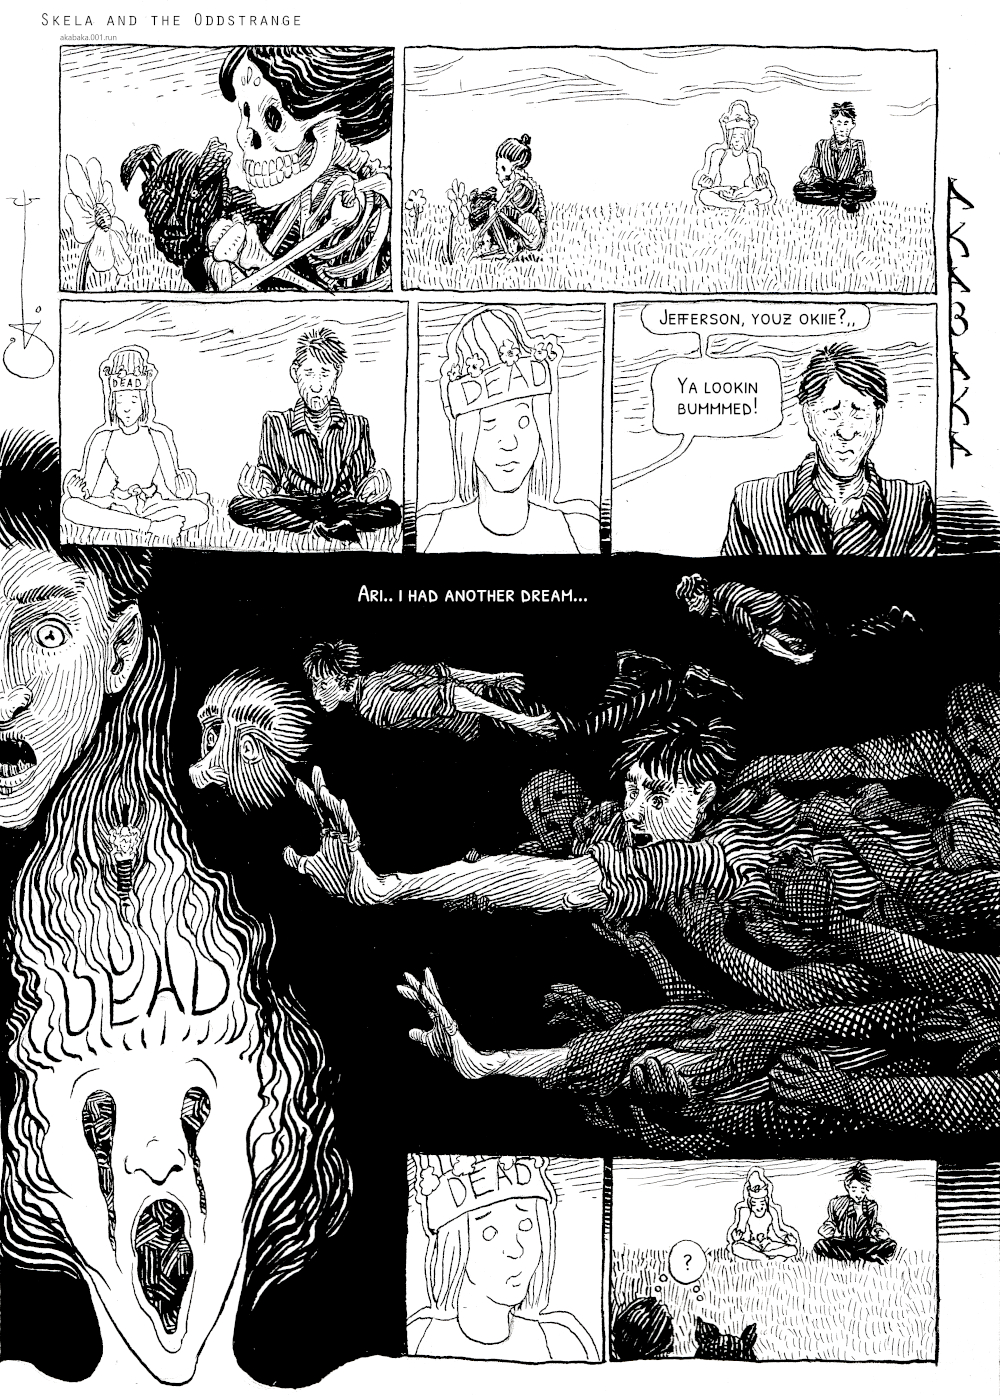 SKELA AND THE ODDSTRANGE
akabaka.001.run
AKABAKA
DEAD
DEAD
JEFFERSON, YOUZ OKIIE?,,
YA LOOKIN
BUMMMED!
ARI.. I HAD ANOTHER DREAM...
DEAD
DEAD
?